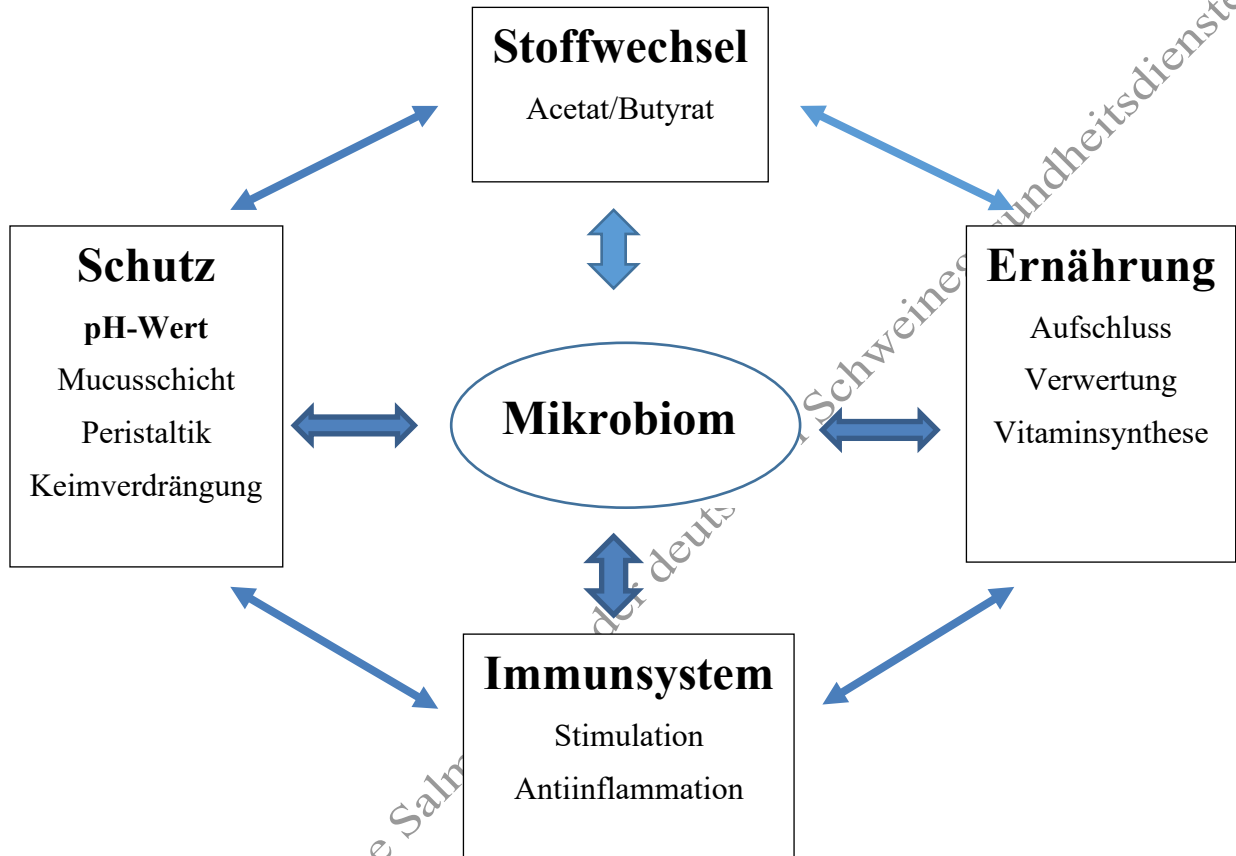 Stoffwechsel
Acetat/Butyrat
Schutz
pH-Wert
Mucusschicht
Peristaltik
Keimverdrängung
Mikrobiom
Ernährung
Aufschluss
Verwertung
Vitaminsynthese
Immunsystem
Stimulation
Antiinflammation